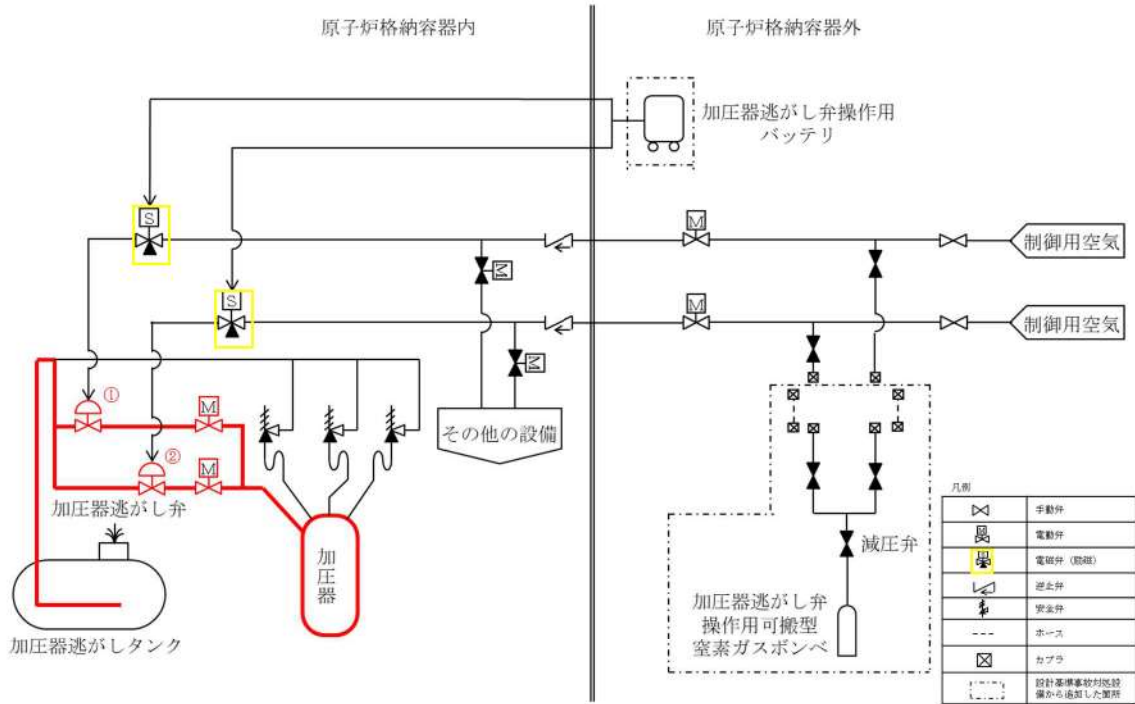 原子炉格納容器内
原子炉格納容器外
加圧器逃がし弁操作用
バッテリ
S
M
制御用空気
M
S
M
制御用空気
M
①
M
その他の設備
②
M
加圧器逃がし弁
加圧器
減圧弁
加圧器逃がし弁
操作用可搬型
窒素ガスボンベ
加圧器逃がしタンク
凡例
手動弁
M
電動弁
S
電磁弁（励磁）
逆止弁
安全弁
ホース
カプラ
設計基準事故対処設
備から追加した箇所